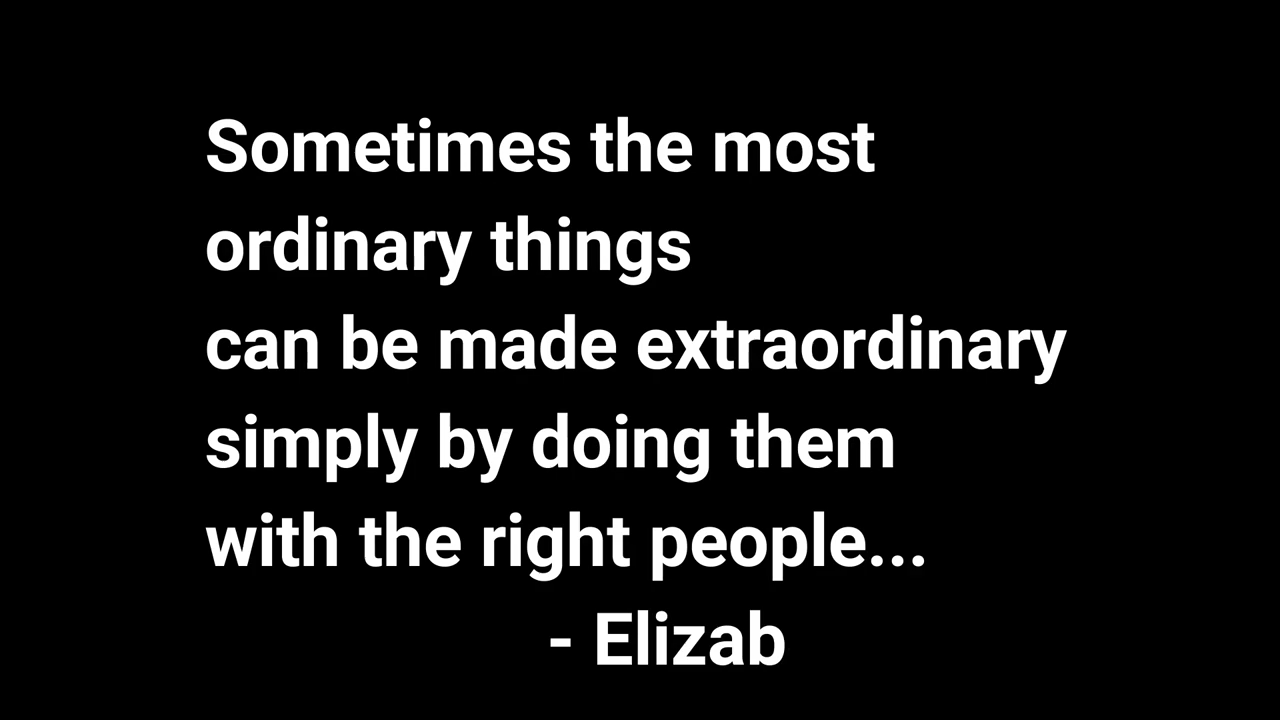 Sometimes the most
ordinary things
can be made extraordinary
simply by doing them
with the right people...
- Elizab